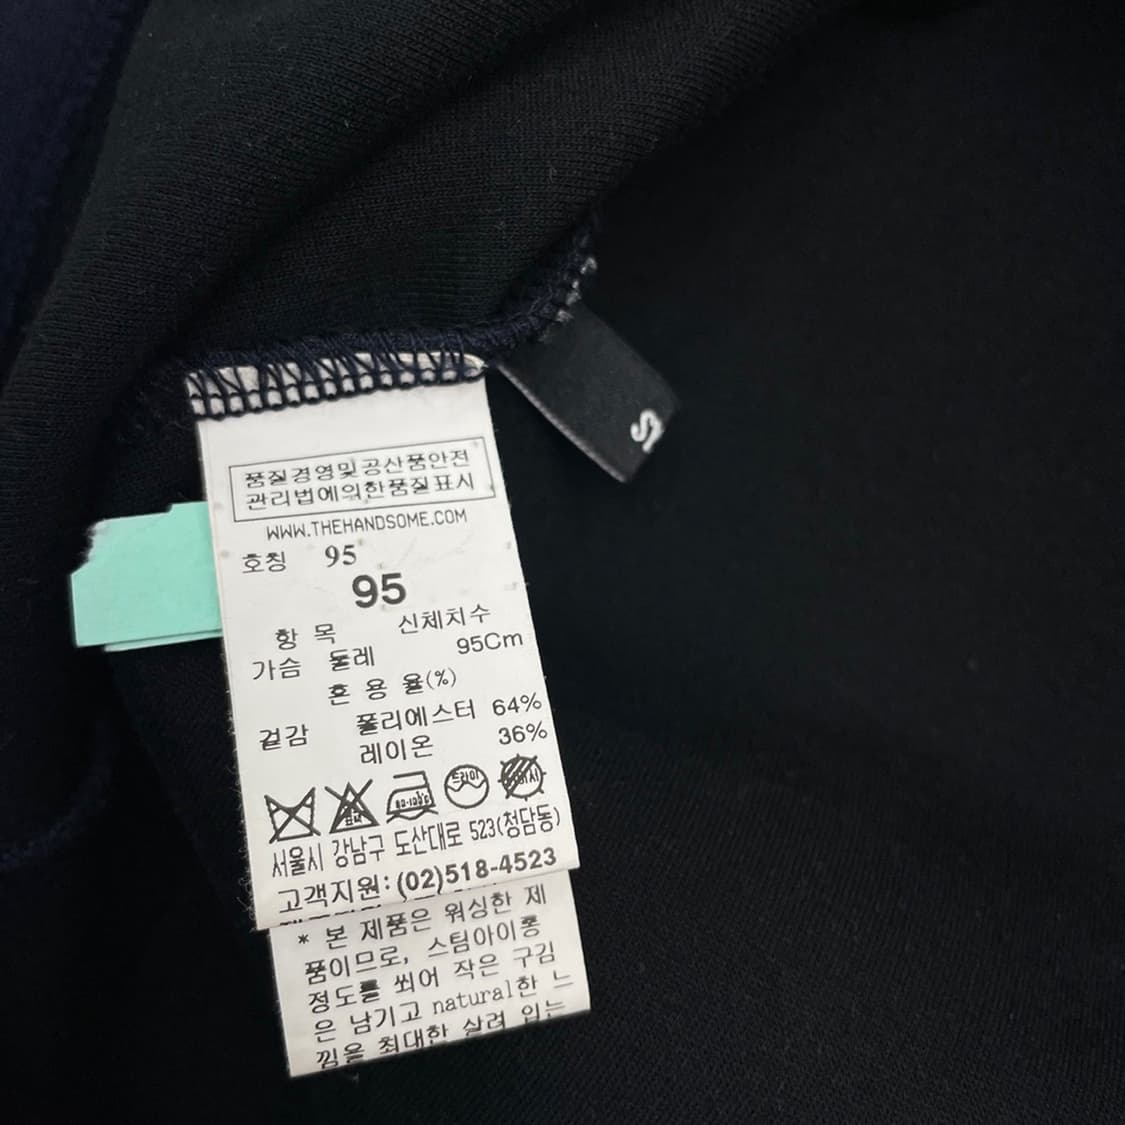 품질경영및공산품안전
관리법에의한품질표시
WWW.THEHANDSOME.COM
호칭 95
95
항 목 신체치수
가슴 둘레 95Cm
혼 용 율(%)
겉감 폴리에스터 64%
레이온 36%
드라이
서울시 강남구 도산대로 523(청담동)
고객지원:(02)518-4523
* 본 제품은 워싱한 제
품이므로, 스팀아이롱
정도를 쐬어 작은 구김
은 남기고 natural한 느
낌을 최대한 살려 입는